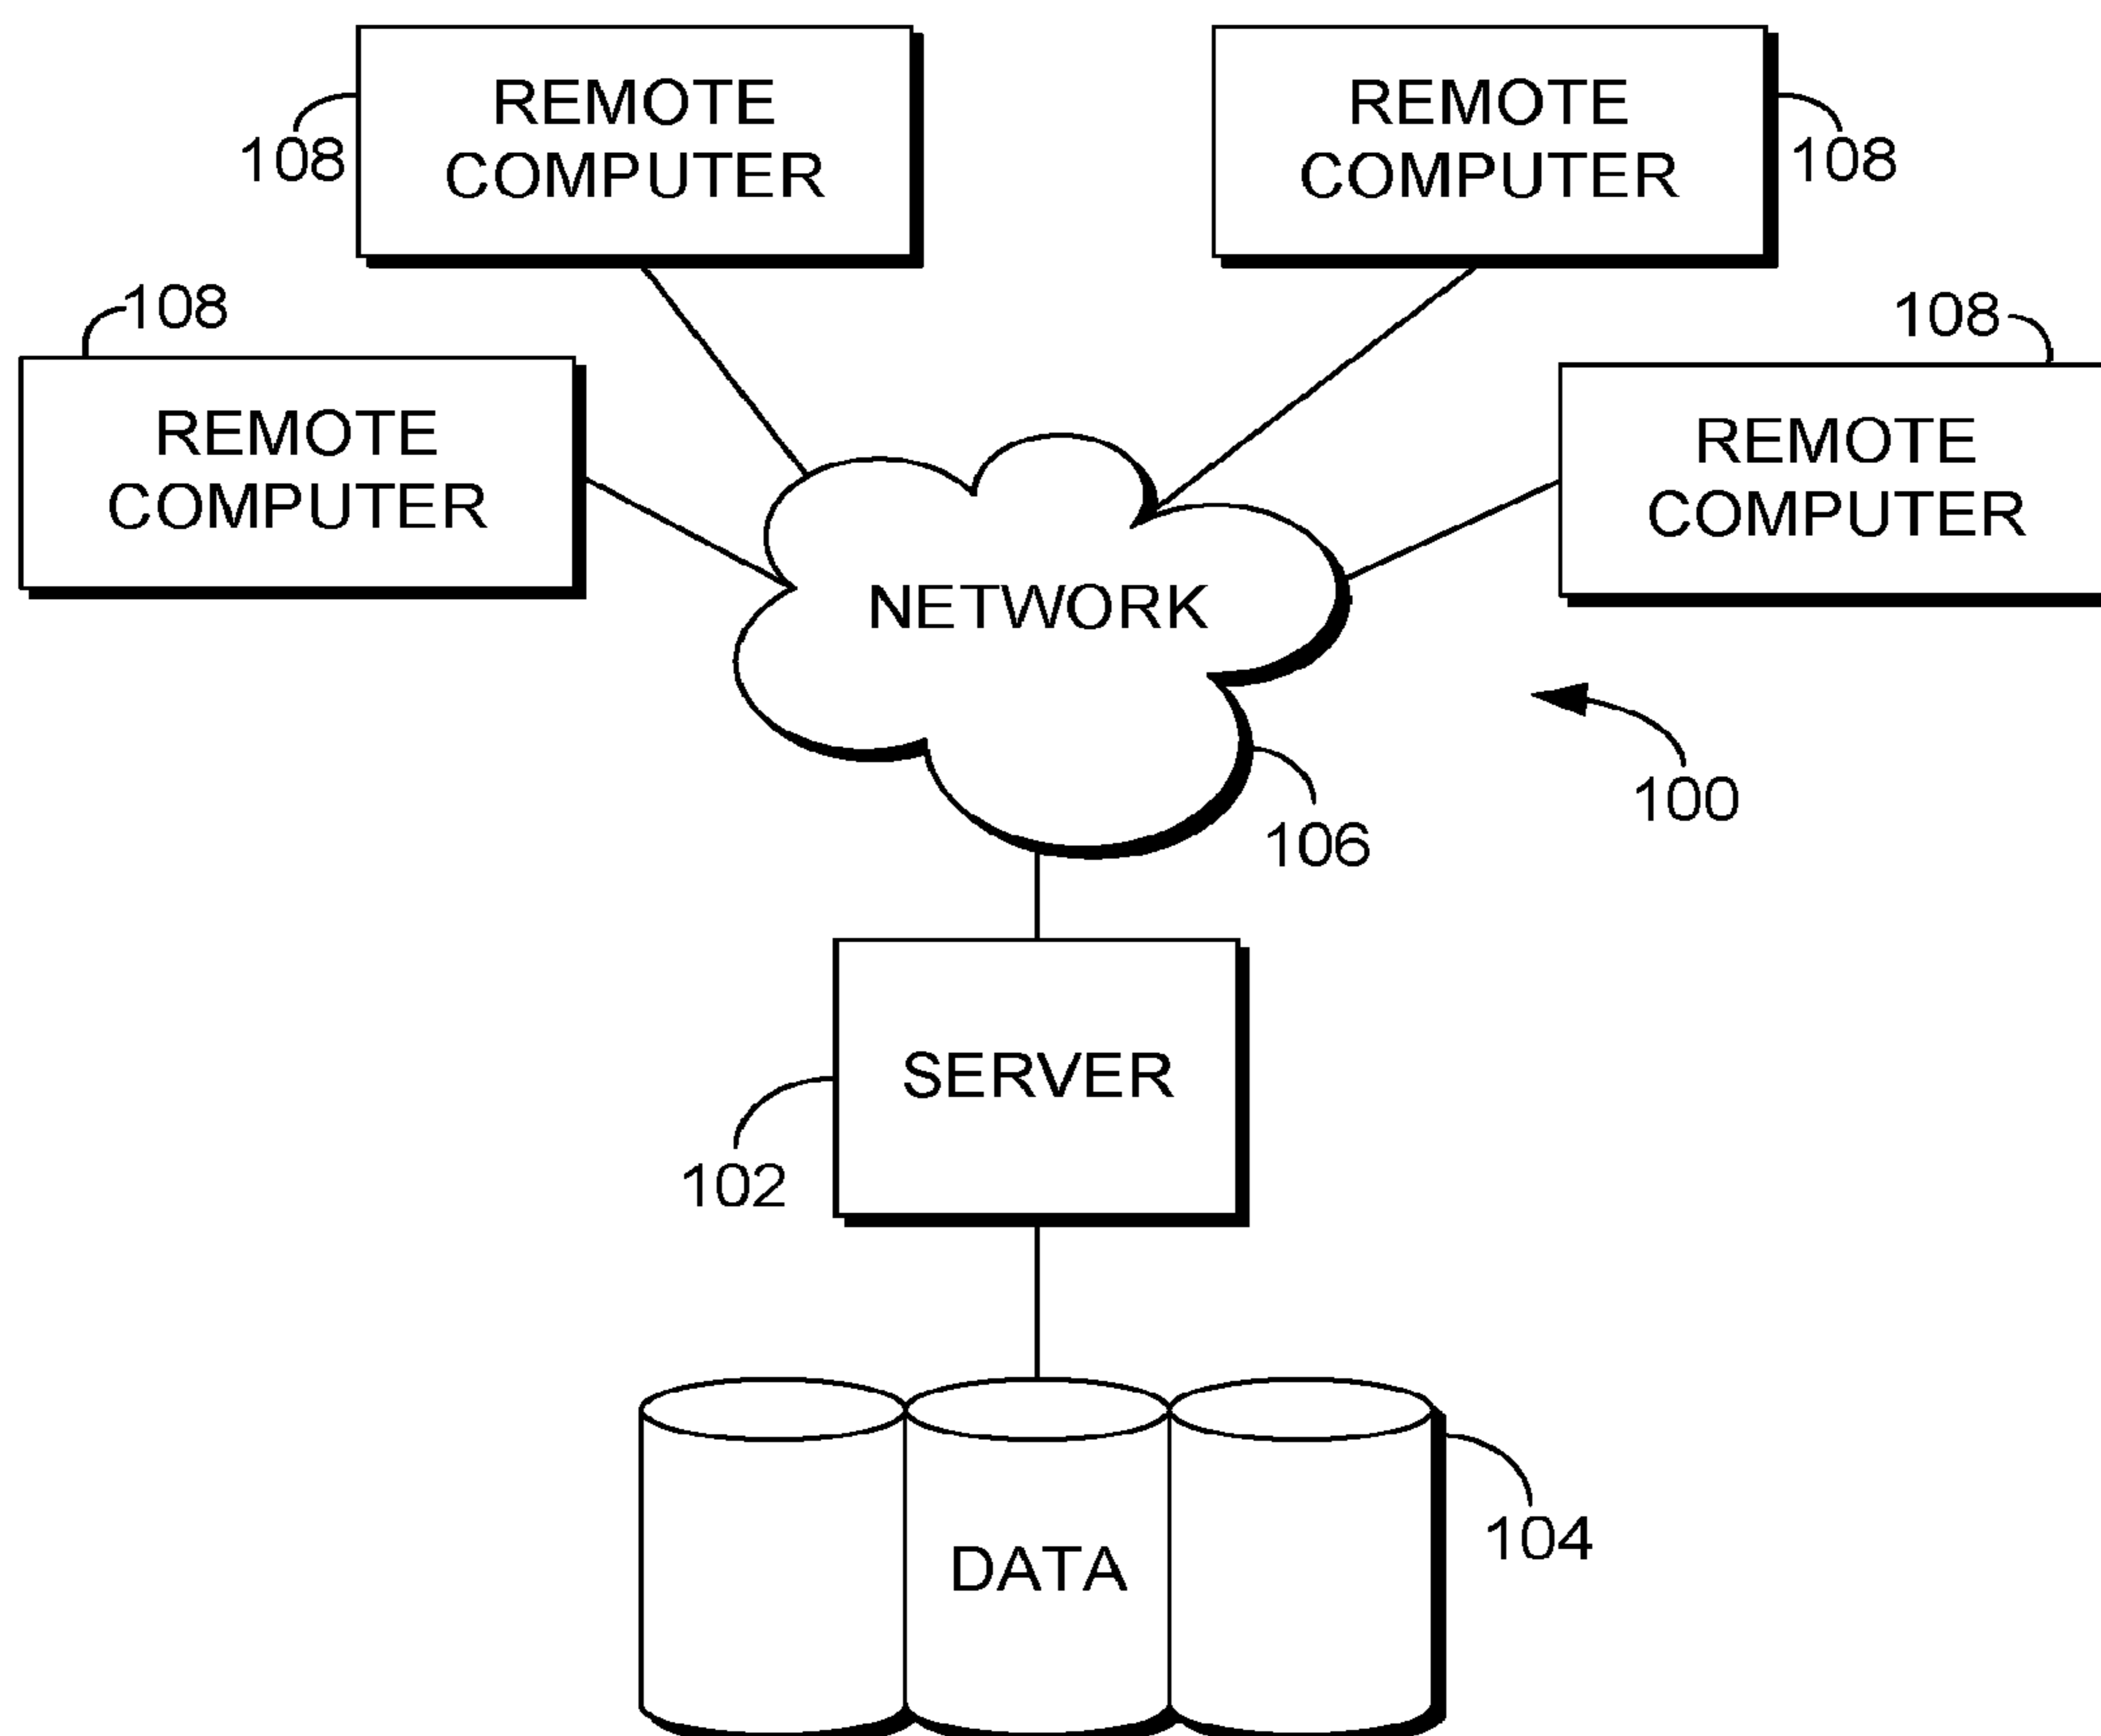 REMOTE
COMPUTER
108
REMOTE
COMPUTER
108
108
REMOTE
COMPUTER
108
REMOTE
COMPUTER
NETWORK
100
106
SERVER
102
DATA
104